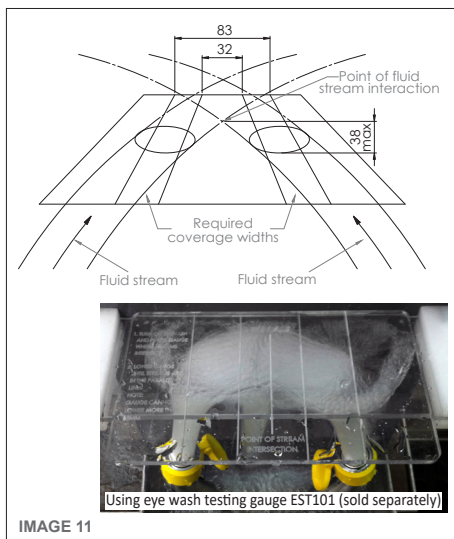 83
32
Point of fluid
stream interaction
38
max
Required
coverage widths
Fluid stream
Fluid stream
POINT OF STREAM
INTERSECTION
Using eye wash testing gauge EST101 (sold separately)
IMAGE 11